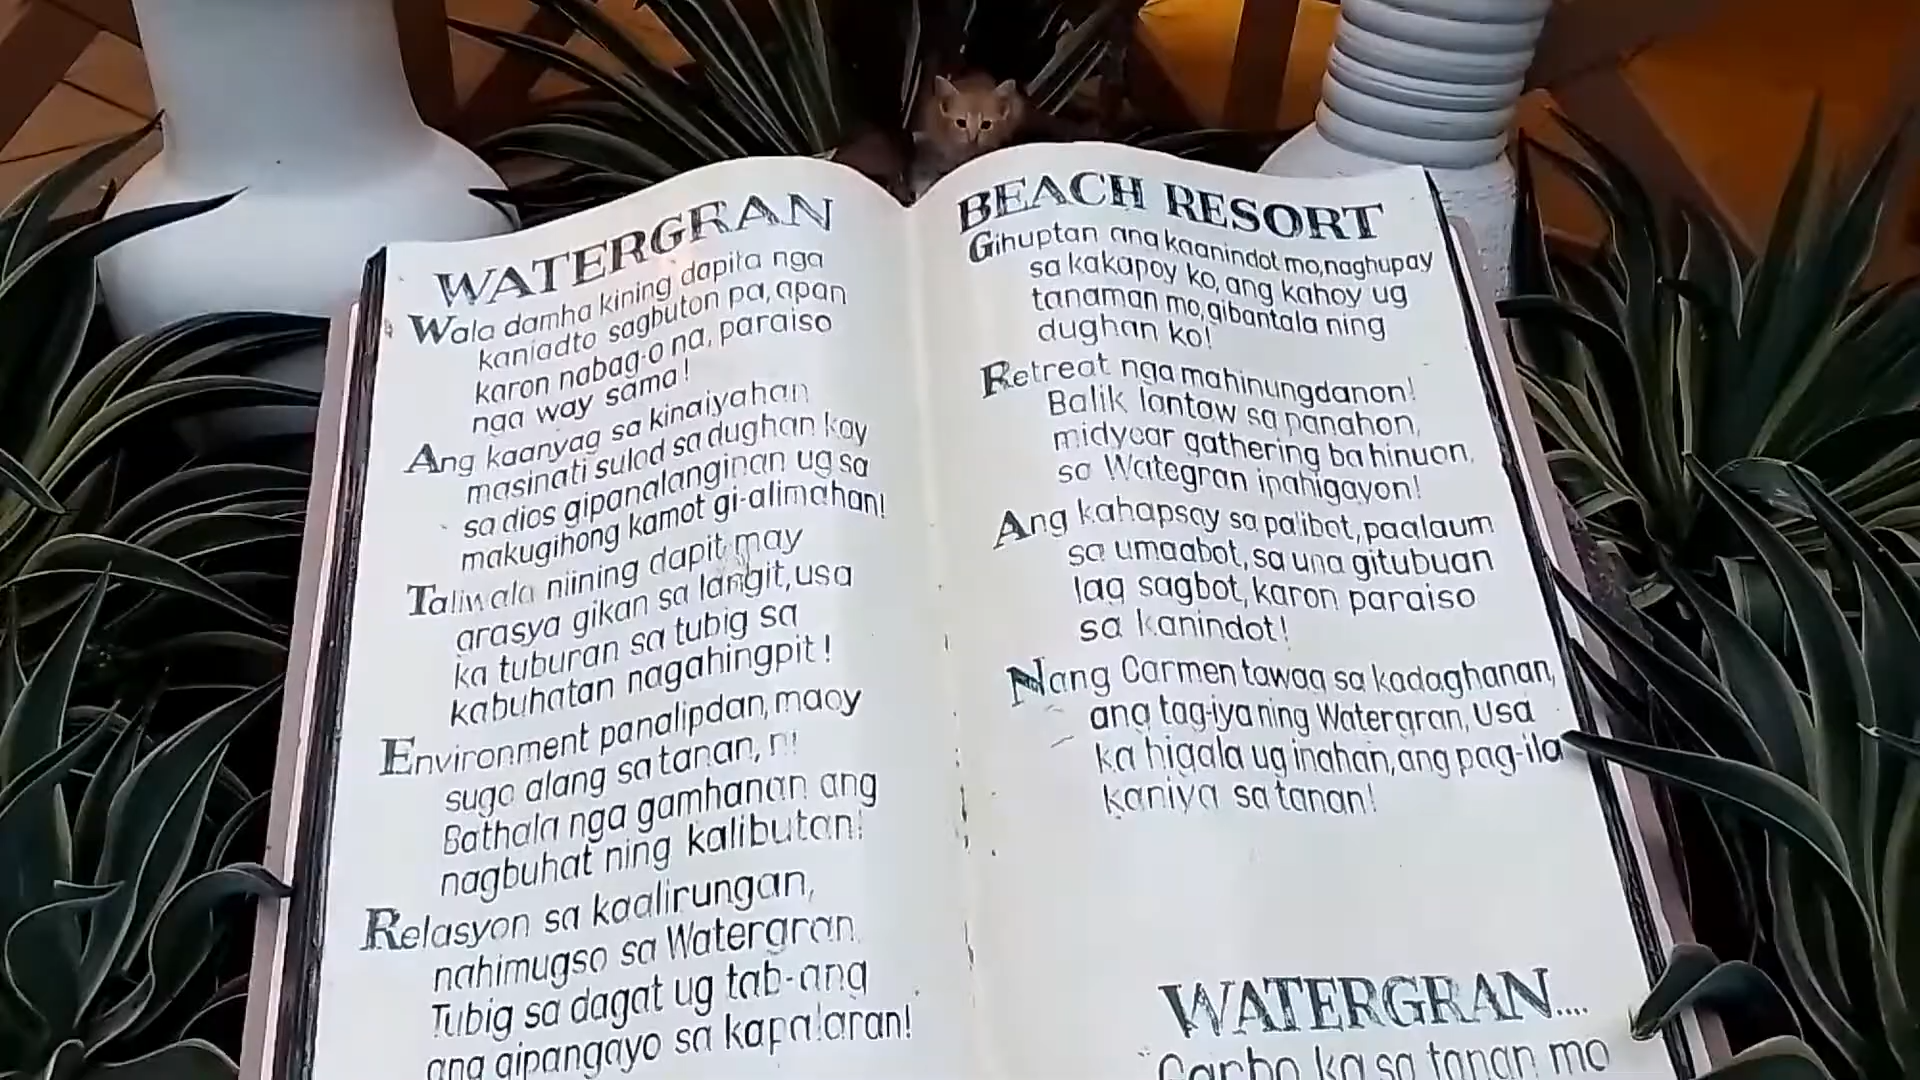 WATERGRAN
Wala damha kining dapita nga
kaniadto sagbuton pa, apan
karon nabag-o na, paraiso
nga way sama!
Ang kaanyag sa kinaiyahan
masinati sulod sa dughan kay
sa dios gipanalanginan ug sa
makugihong kamot gi-alimahan!
Taliwala niining dapit may
arasya gikan sa langit, usa
ka tuburan sa tubig sa
kabuhatan nagahingpit!
Environment panalipdan, maoy
sugo alang sa tanan, ni
Bathala nga gamhanan ang
nagbuhat ning kalibutan!
Relasyon sa kaalirungan,
nahimugso sa Watergran
Tubig sa dagat ug tab-ang
ang gipangayo sa kapalaran!
BEACH RESORT
Gihuptan ang kaanindot mo, naghupay
sa kakapoy ko, ang kahoy ug
tanaman mo, gibantala ning
dughan ko!
Retreat nga mahinungdanon!
Balik lantaw sa panahon,
midyear gathering ba hinuon,
sa Wategran ipahigayon!
Ang kahapsay sa palibot, paalaum
sa umaabot, sa una gitubuan
lag sagbot, karon paraiso
sa kanindot!
Nang Carmen tawag sa kadaghanan,
ang tag-iya ning Watergran, Usa
ka higala ug inahan, ang pag-ila
kaniya sa tanan!
WATERGRAN....
Garbo ka sa tanan mo